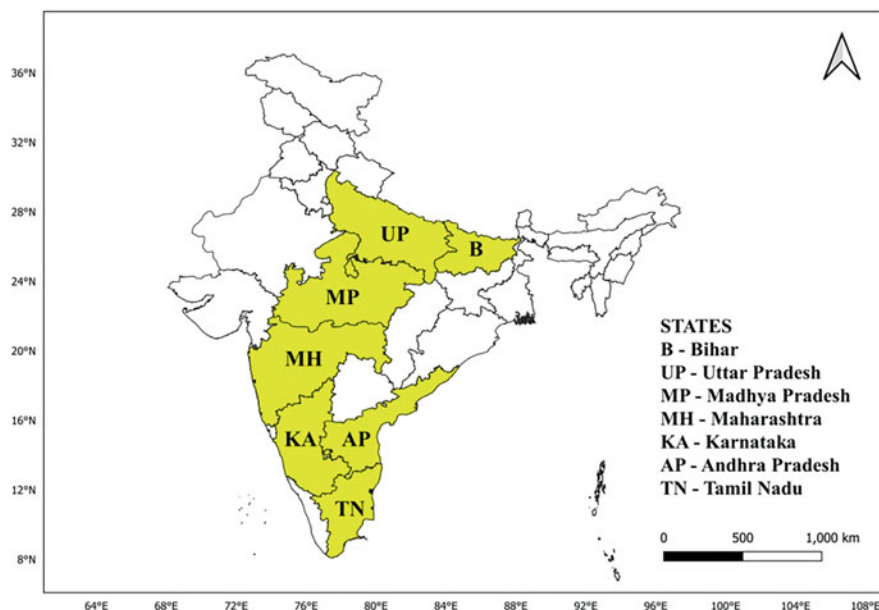 36°N
32°N
28°N
24°N
20°N
16°N
12°N
8°N
UP
B
MP
MH
KA
AP
TN
STATES
B - Bihar
UP - Uttar Pradesh
MP - Madhya Pradesh
MH - Maharashtra
KA - Karnataka
AP - Andhra Pradesh
TN - Tamil Nadu
0 500 1,000 km
64°E 68°E 72°E 76°E 80°E 84°E 88°E 92°E 96°E 100°E 104°E 108°E